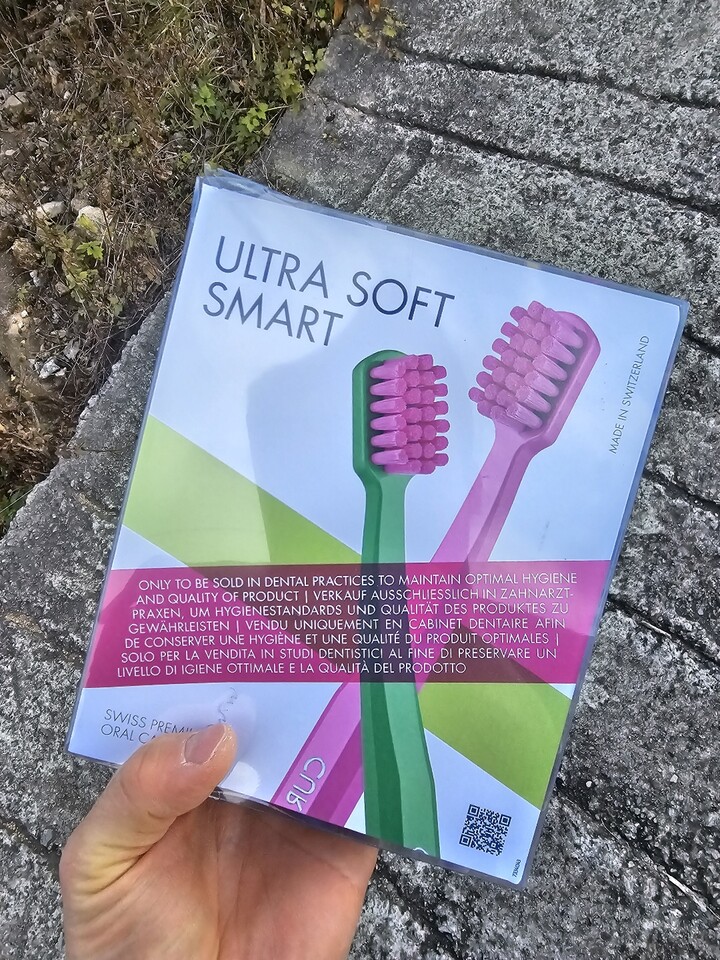 ULTRA SOFT
SMART
MADE IN SWITZERLAND
ONLY TO BE SOLD IN DENTAL PRACTICES TO MAINTAIN OPTIMAL HYGIENE
AND QUALITY OF PRODUCT | VERKAUF AUSSCHLIESSLICH IN ZAHNARZT-
PRAXEN, UM HYGIENESTANDARDS UND QUALITÄT DES PRODUKTES ZU
GEWÄHRLEISTEN | VENDU UNIQUEMENT EN CABINET DENTAIRE AFIN
DE CONSERVER UNE HYGIÈNE ET UNE QUALITÉ DU PRODUIT OPTIMALES |
SOLO PER LA VENDITA IN STUDI DENTISTICI AL FINE DI PRESERVARE UN
LIVELLO DI IGIENE OTTIMALE E LA QUALITÀ DEL PRODOTTO
SWISS
ORAL
CUR